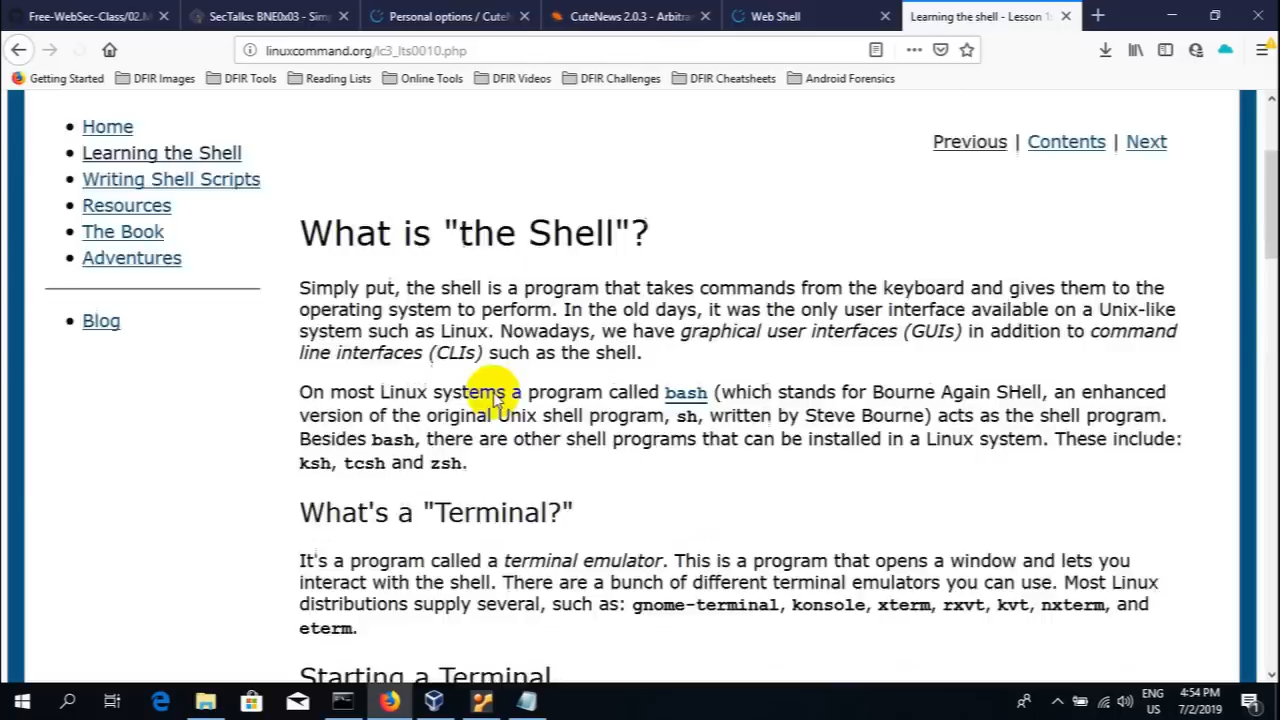 Free-WebSec-Class/02.M
SecTalks: BNE0x03 - Sim
Personal options / CuteN
CuteNews 2.0.3 - Arbitra
Web Shell
Learning the shell - Lesson 1
linuxcommand.org/lc3_lts0010.php
Getting Started
DFIR Images
DFIR Tools
Reading Lists
Online Tools
DFIR Videos
DFIR Challenges
DFIR Cheatsheets
Android Forensics
Home
Learning the Shell
Writing Shell Scripts
Resources
The Book
Adventures
Blog
Previous | Contents | Next
What is "the Shell"?
Simply put, the shell is a program that takes commands from the keyboard and gives them to the
operating system to perform. In the old days, it was the only user interface available on a Unix-like
system such as Linux. Nowadays, we have graphical user interfaces (GUIs) in addition to command
line interfaces (CLIs) such as the shell.
On most Linux systems a program called bash (which stands for Bourne Again SHell, an enhanced
version of the original Unix shell program, sh, written by Steve Bourne) acts as the shell program.
Besides bash, there are other shell programs that can be installed in a Linux system. These include:
ksh, tcsh and zsh.
What's a "Terminal?"
It's a program called a terminal emulator. This is a program that opens a window and lets you
interact with the shell. There are a bunch of different terminal emulators you can use. Most Linux
distributions supply several, such as: gnome-terminal, konsole, xterm, rxvt, kvt, nxterm, and
eterm.
Starting a Terminal
ENG
US
4:54 PM
7/2/2019